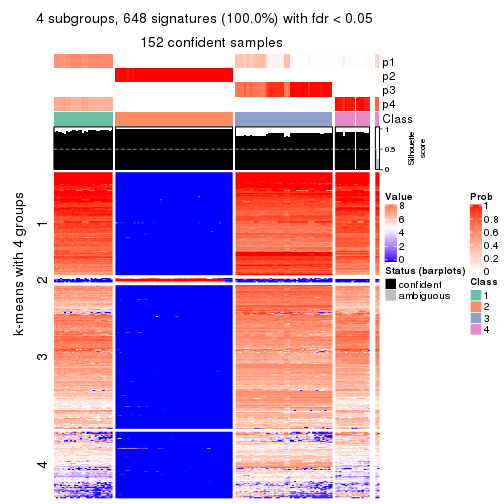 4 subgroups, 648 signatures (100.0%) with fdr < 0.05
152 confident samples
p1
p2
p3
p4
Class
1
0.5
0
Silhouette
score
k-means with 4 groups
1
2
3
4
Value
8
6
4
2
0
Status (barplots)
confident
ambiguous
Prob
1
0.8
0.6
0.4
0.2
0
Class
1
2
3
4